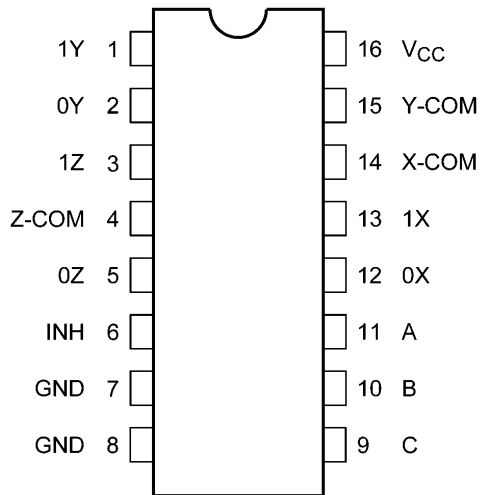 1Y 1 16 VCC
0Y 2 15 Y-COM
1Z 3 14 X-COM
Z-COM 4 13 1X
0Z 5 12 0X
INH 6 11 A
GND 7 10 B
GND 8 9 C